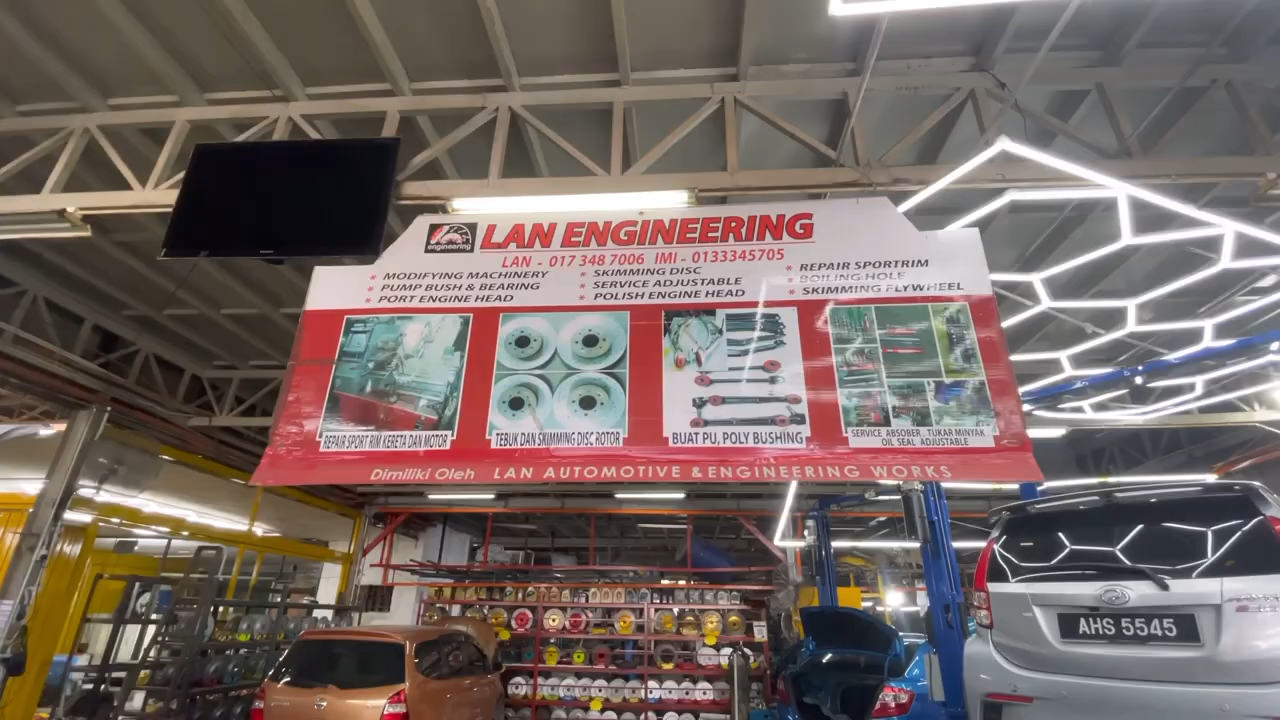 engineering
LAN ENGINEERING
LAN - 017 348 7006 IMI - 0133345705
* MODIFYING MACHINERY
* PUMP BUSH & BEARING
* PORT ENGINE HEAD
* SKIMMING DISC
* SERVICE ADJUSTABLE
* POLISH ENGINE HEAD
* REPAIR SPORTRIM
* BOILING HOLE
* SKIMMING FLYWHEEL
REPAIR SPORT RIM KERETA DAN MOTOR
TEBUK DAN SKIMMING DISC ROTOR
BUAT PU, POLY BUSHING
SERVICE ABSOBER . TUKAR MINYAK
OIL SEAL ADJUSTABLE
Dimiliki Oleh LAN AUTOMOTIVE & ENGINEERING WORKS
AHS 5545